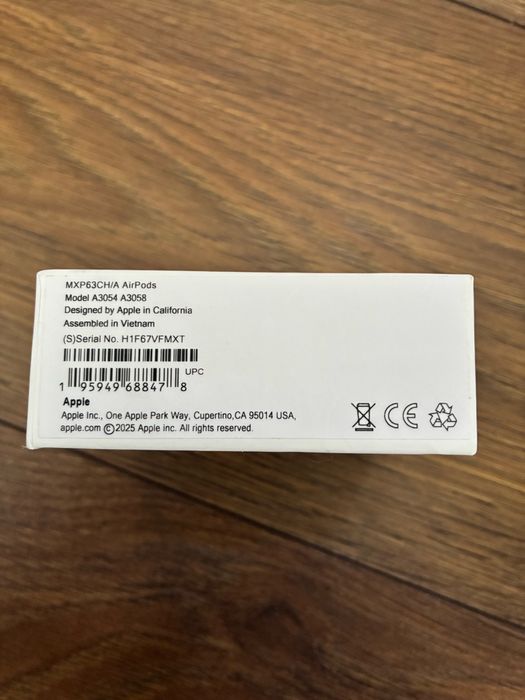 MXP63CH/A AirPods
Model A3054 A3058
Designed by Apple in California
Assembled in Vietnam
(S)Serial No. H1F67VFMXT
UPC
1 95949 68847 8
Apple
Apple Inc., One Apple Park Way, Cupertino,CA 95014 USA,
apple.com ©2025 Apple inc. All rights reserved.
CE